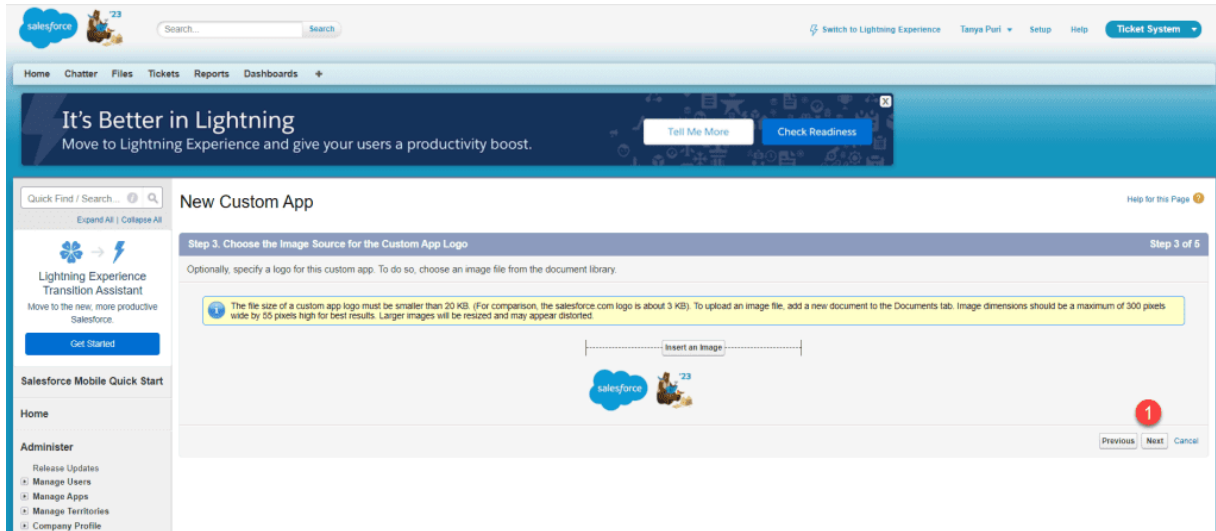 salesforce
'23
Search...
Search
Switch to Lightning Experience
Tanya Puri
Setup
Help
Ticket System
Home Chatter Files Tickets Reports Dashboards +
It's Better in Lightning
Move to Lightning Experience and give your users a productivity boost.
Tell Me More
Check Readiness
x
Quick Find / Search...
i
Expand All | Collapse All
Lightning Experience
Transition Assistant
Move to the new, more productive
Salesforce.
Get Started
Salesforce Mobile Quick Start
Home
Administer
Release Updates
Manage Users
Manage Apps
Manage Territories
Company Profile
New Custom App
Help for this Page ?
Step 3. Choose the Image Source for the Custom App Logo
Step 3 of 5
Optionally, specify a logo for this custom app. To do so, choose an image file from the document library.
i
The file size of a custom app logo must be smaller than 20 KB. (For comparison, the salesforce.com logo is about 3 KB). To upload an image file, add a new document to the Documents tab. Image dimensions should be a maximum of 300 pixels
wide by 55 pixels high for best results. Larger images will be resized and may appear distorted.
Insert an Image
salesforce
'23
1
Previous Next Cancel